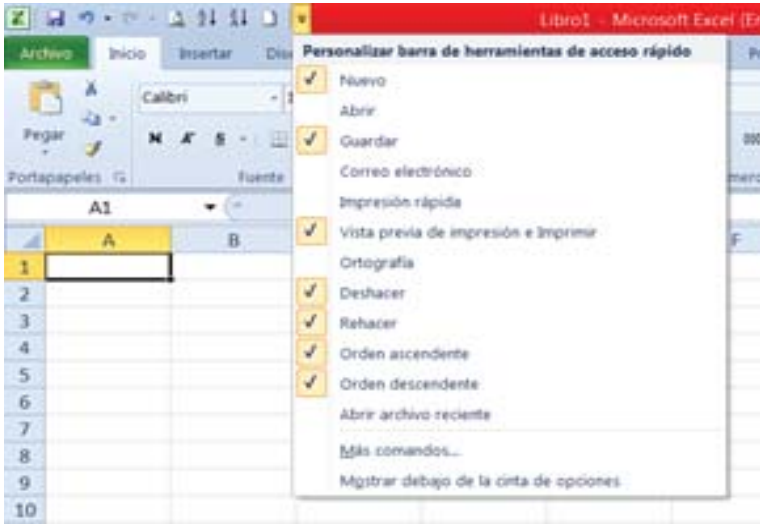 Libro1 - Microsoft Excel (E
Archivo Inicio Insertar Dis
Personalizar barra de herramientas de acceso rápido
Nuevo
Abrir
Guardar
Correo electrónico
Impresión rápida
Vista previa de impresión e Imprimir
Ortografía
Deshacer
Rehacer
Orden ascendente
Orden descendente
Abrir archivo reciente
Más comandos...
Mostrar debajo de la cinta de opciones
Calibri
Pegar
N K S
Portapapeles Fuente
A1
A B F
1
2
3
4
5
6
7
8
9
10